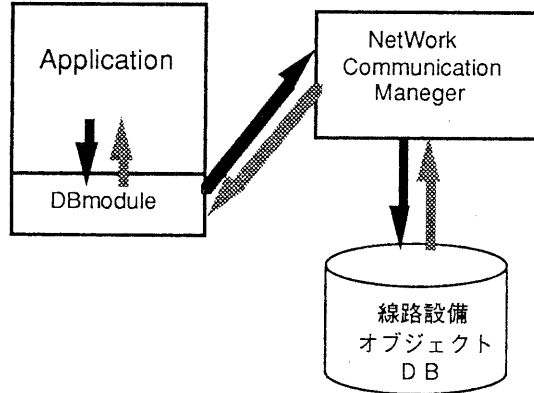 Application
DBmodule
NetWork
Communication
Maneger
線路設備
オブジェクト
ＤＢ